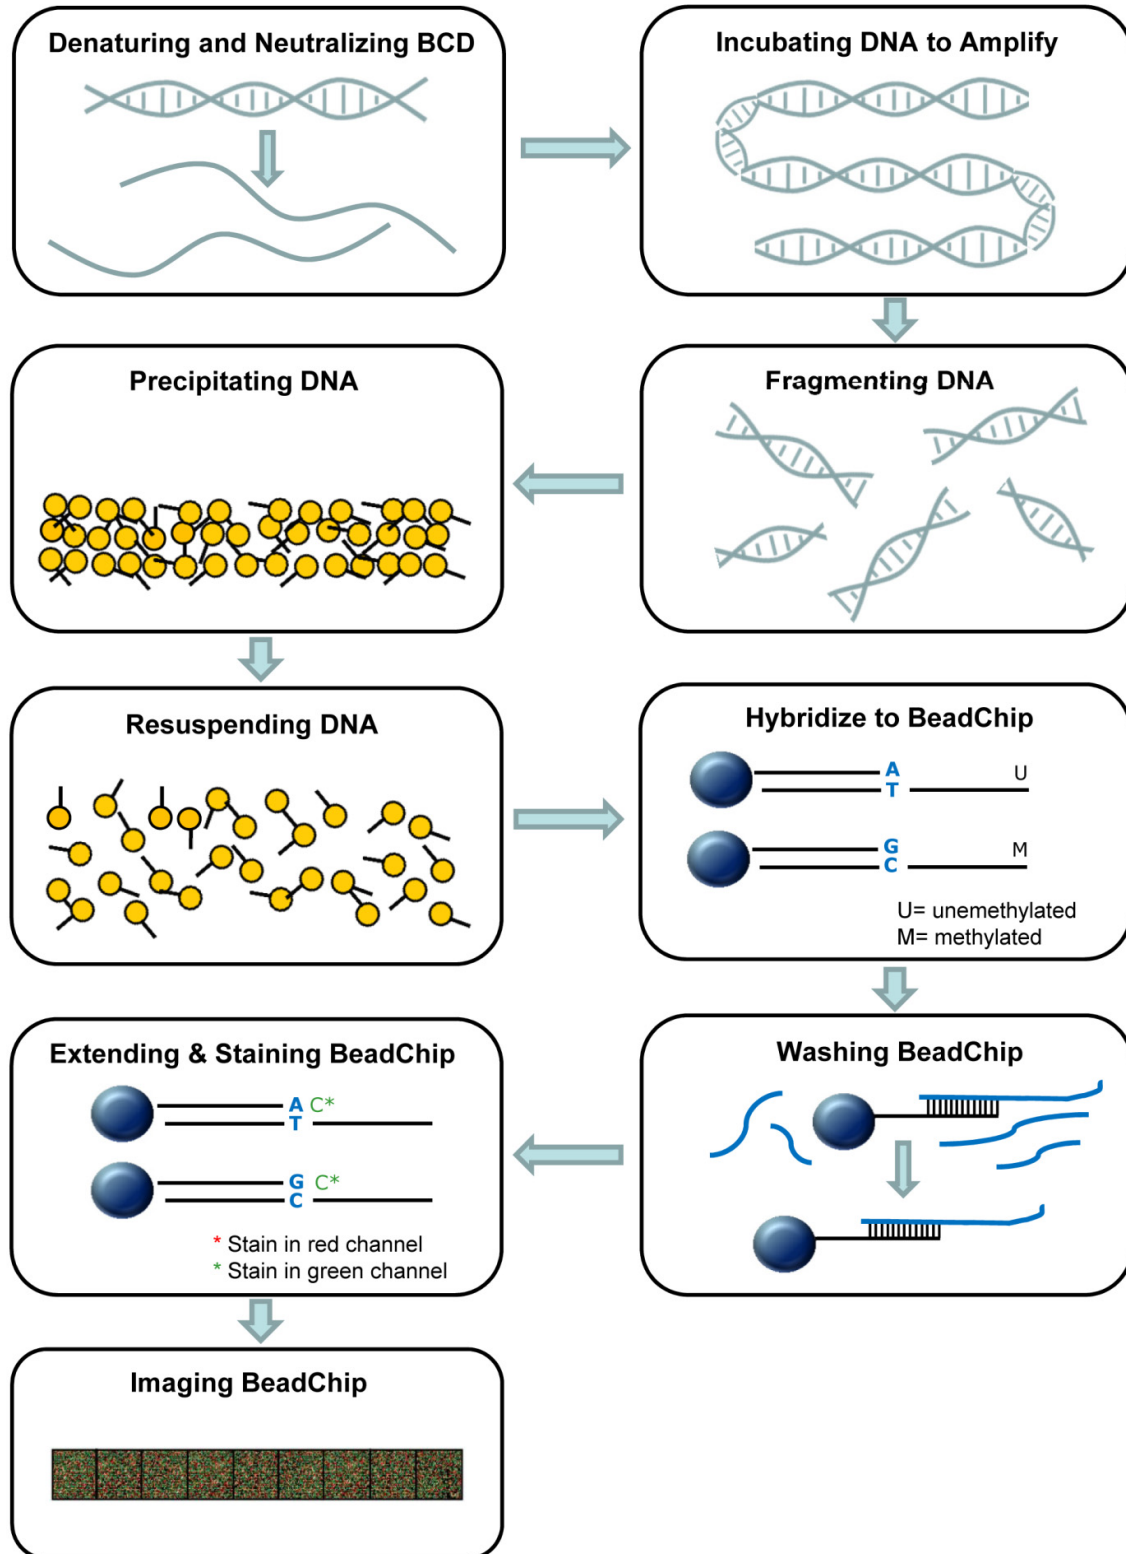 Denaturing and Neutralizing BCD
Incubating DNA to Amplify
Fragmenting DNA
Precipitating DNA
Resuspending DNA
Hybridize to BeadChip
A
T
U
G
C
M
U= unemethylated
M= methylated
Washing BeadChip
Extending & Staining BeadChip
A C*
T
G C*
C
* Stain in red channel
* Stain in green channel
Imaging BeadChip